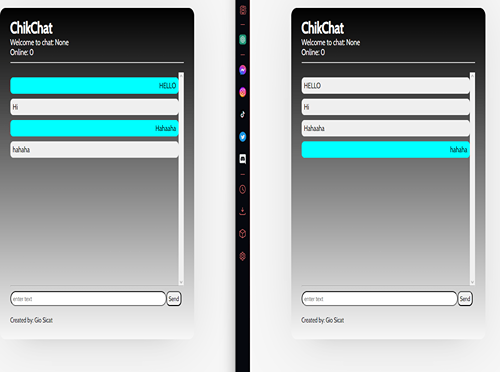 ChikChat
Welcome to chat: None
Online: 0
HELLO
Hi
Hahaaha
hahaha
enter text
Send
Created by: Gio Sicat
ChikChat
Welcome to chat: None
Online: 0
HELLO
Hi
Hahaaha
hahaha
enter text
Send
Created by: Gio Sicat